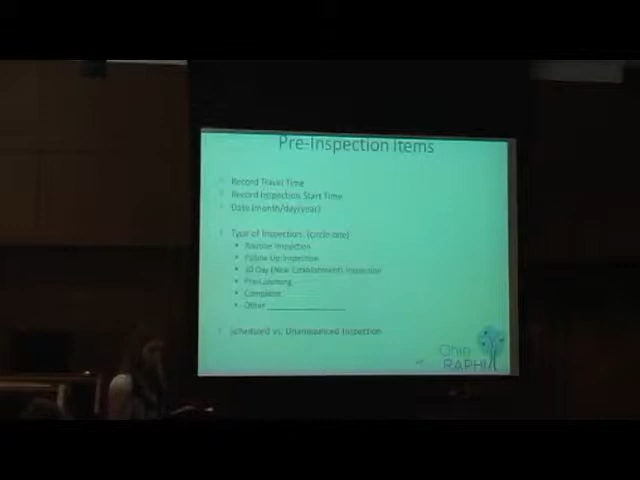 Pre-Inspection Items
Record Travel Time
Record Inspection Start Time
Date (month/day/year)
Type of Inspection: (circle one)
Routine Inspection
Follow Up Inspection
30 Day (New Establishment) Inspection
Pre-Licensing
Complaint
Other
Scheduled vs. Unannounced Inspection
Ohio
RAPHI